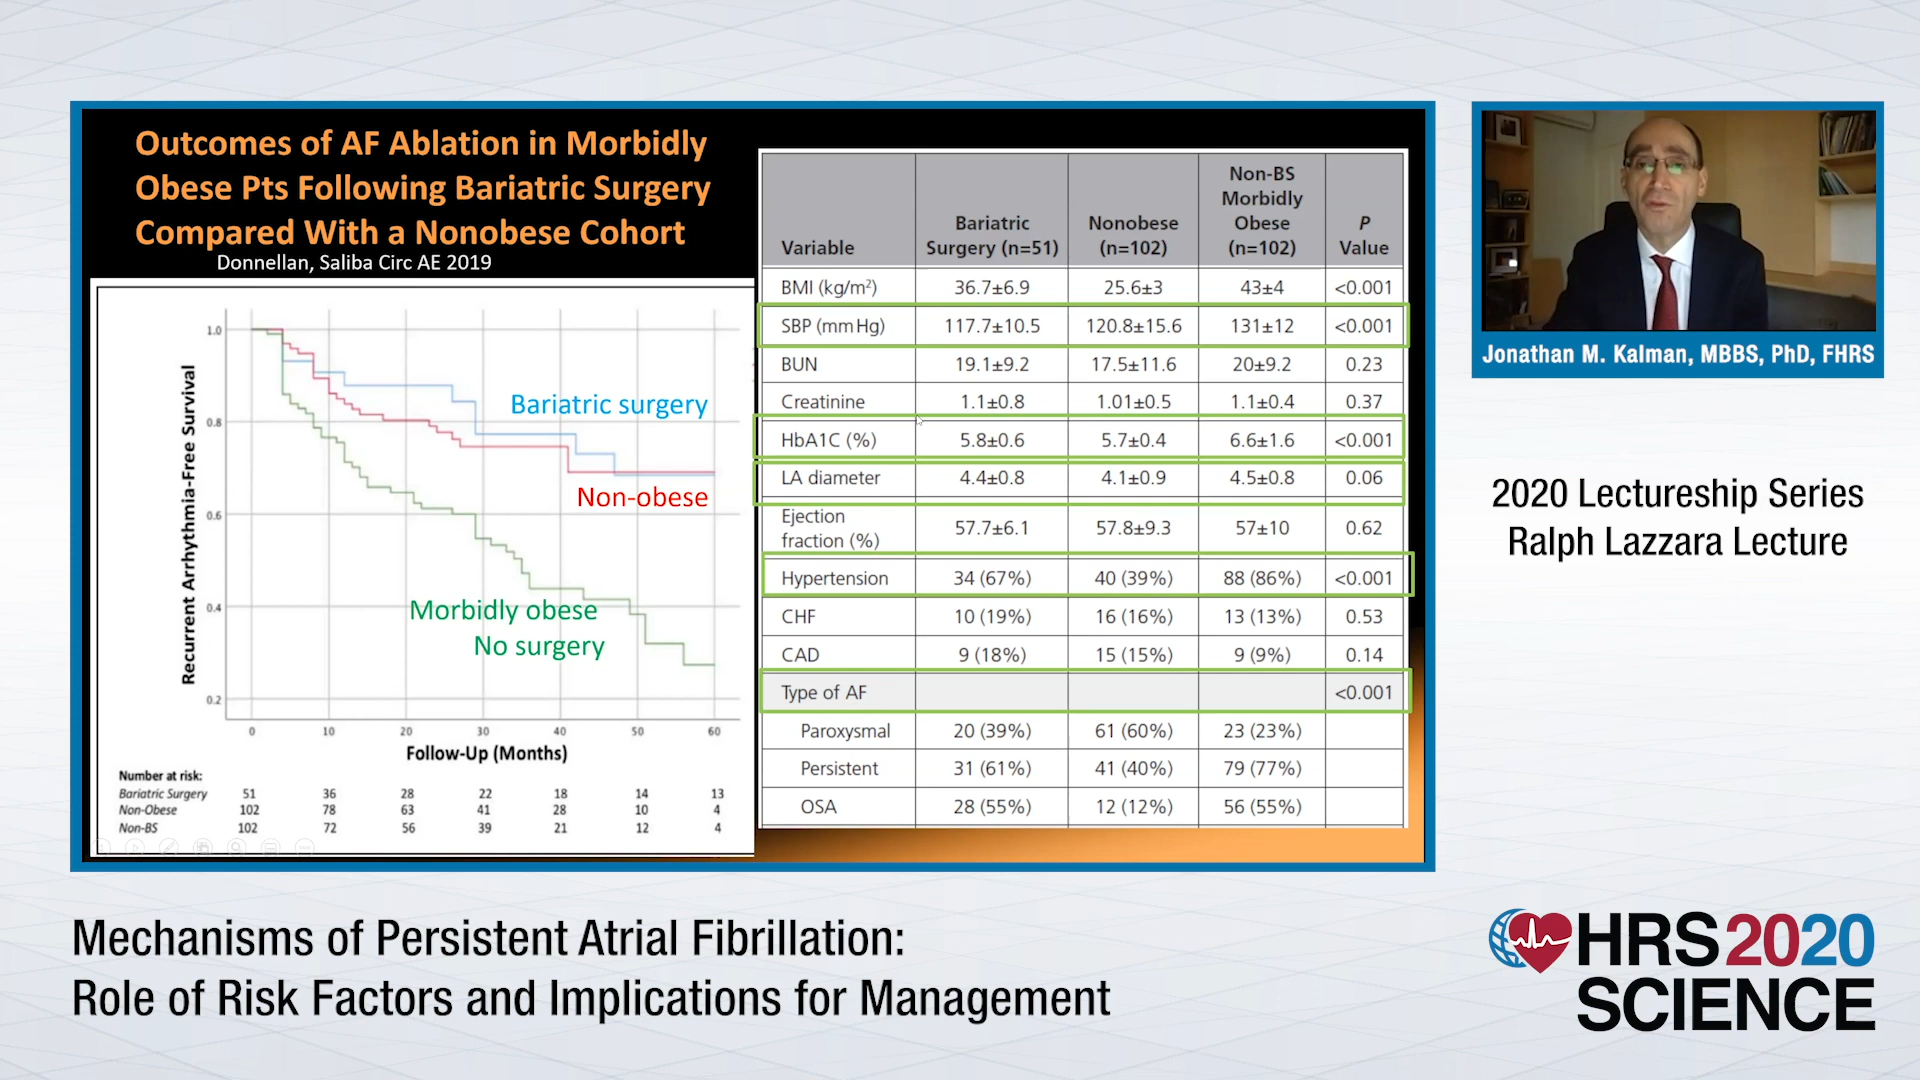 Outcomes of AF Ablation in Morbidly
Obese Pts Following Bariatric Surgery
Compared With a Nonobese Cohort
Donnellan, Saliba Circ AE 2019
Recurrent Arrhythmia-Free Survival
1.0
0.8
0.6
0.4
0.2
Bariatric surgery
Non-obese
Morbidly obese
No surgery
0 10 20 30 40 50 60
Follow-Up (Months)
Number at risk:
Bariatric Surgery 51 36 28 22 18 14 13
Non-Obese 102 78 63 41 28 10 4
Non-BS 102 72 56 39 21 12 4
Variable Bariatric Surgery (n=51) Nonobese (n=102) Non-BS Morbidly Obese (n=102) P Value
BMI (kg/m²) 36.7±6.9 25.6±3 43±4 <0.001
SBP (mm Hg) 117.7±10.5 120.8±15.6 131±12 <0.001
BUN 19.1±9.2 17.5±11.6 20±9.2 0.23
Creatinine 1.1±0.8 1.01±0.5 1.1±0.4 0.37
HbA1C (%) 5.8±0.6 5.7±0.4 6.6±1.6 <0.001
LA diameter 4.4±0.8 4.1±0.9 4.5±0.8 0.06
Ejection fraction (%) 57.7±6.1 57.8±9.3 57±10 0.62
Hypertension 34 (67%) 40 (39%) 88 (86%) <0.001
CHF 10 (19%) 16 (16%) 13 (13%) 0.53
CAD 9 (18%) 15 (15%) 9 (9%) 0.14
Type of AF <0.001
Paroxysmal 20 (39%) 61 (60%) 23 (23%)
Persistent 31 (61%) 41 (40%) 79 (77%)
OSA 28 (55%) 12 (12%) 56 (55%)
Jonathan M. Kalman, MBBS, PhD, FHRS
2020 Lectureship Series
Ralph Lazzara Lecture
Mechanisms of Persistent Atrial Fibrillation:
Role of Risk Factors and Implications for Management
HRS2020
SCIENCE